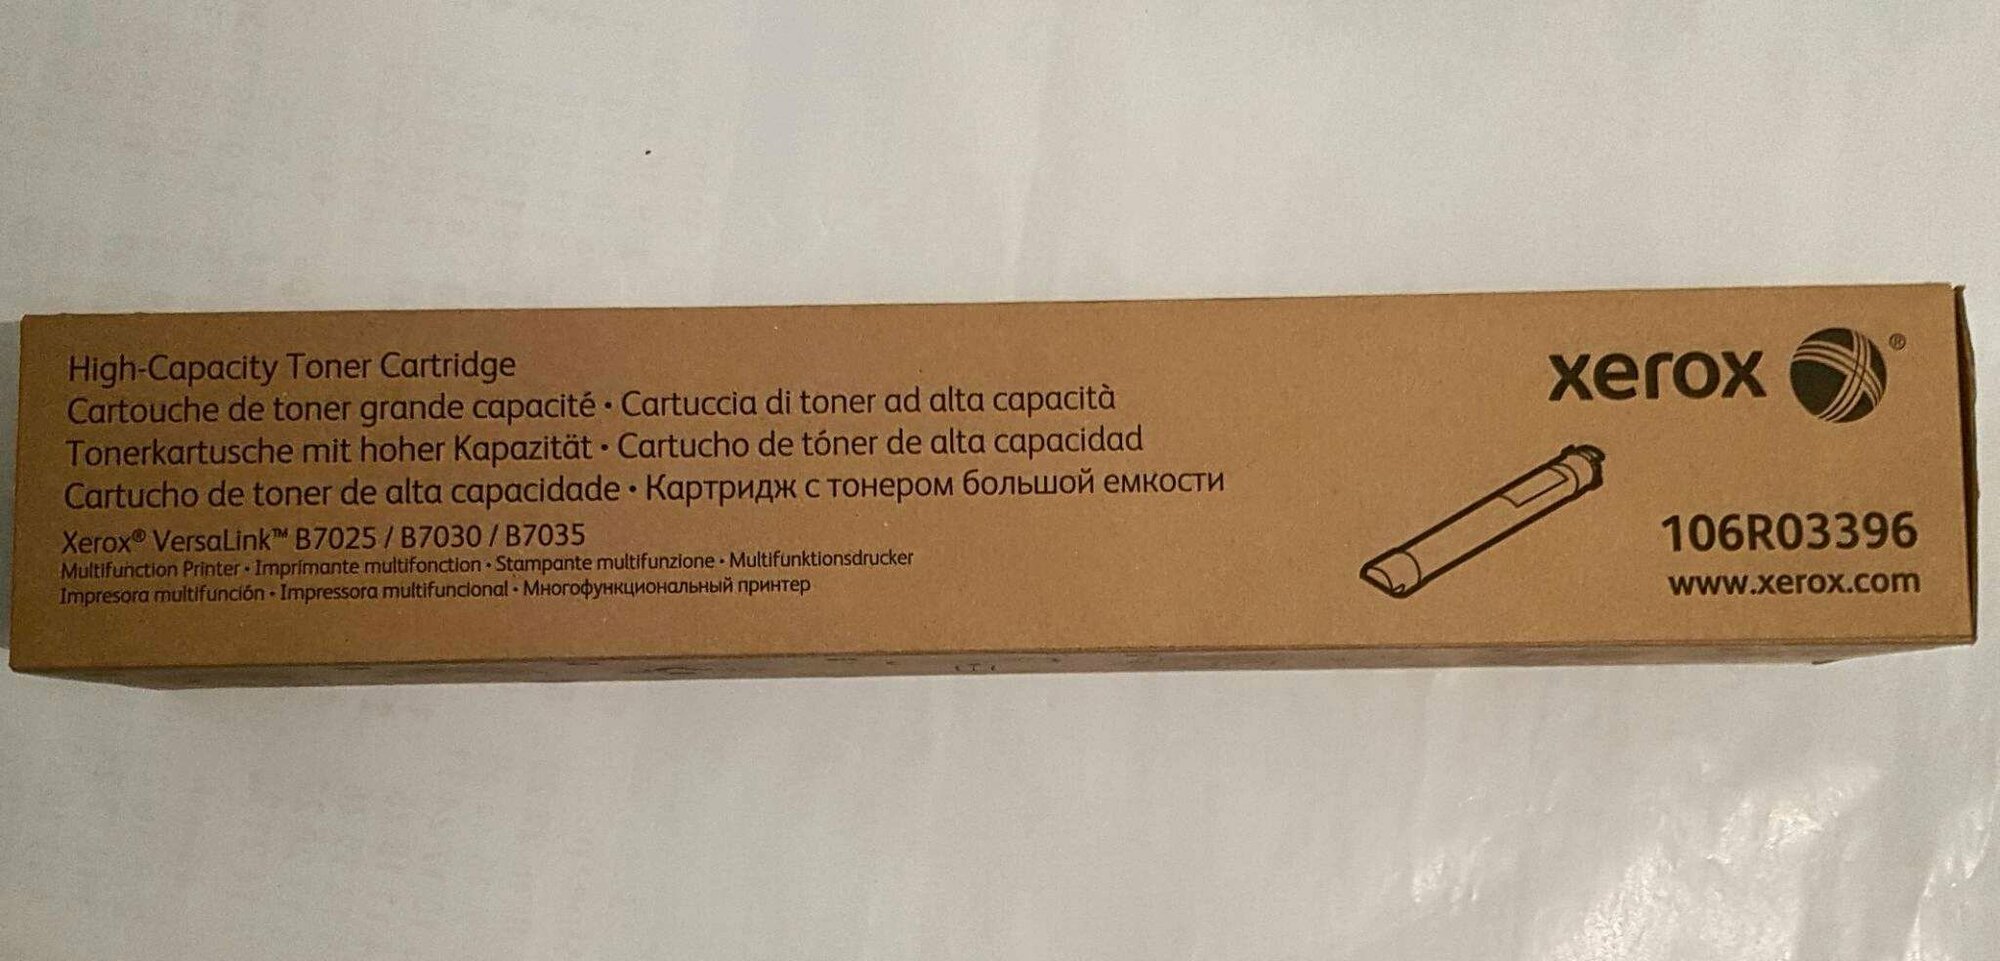 High-Capacity Toner Cartridge
Cartouche de toner grande capacité • Cartuccia di toner ad alta capacità
Tonerkartusche mit hoher Kapazität • Cartucho de tóner de alta capacidad
Cartucho de toner de alta capacidade • Картридж с тонером большой емкости
Xerox® VersaLink™ B7025 / B7030 / B7035
Multifunction Printer • Imprimante multifonction • Stampante multifunzione • Multifunktionsdrucker
Impresora multifunción • Impressora multifuncional • Многофункциональный принтер
xerox ®
106R03396
www.xerox.com